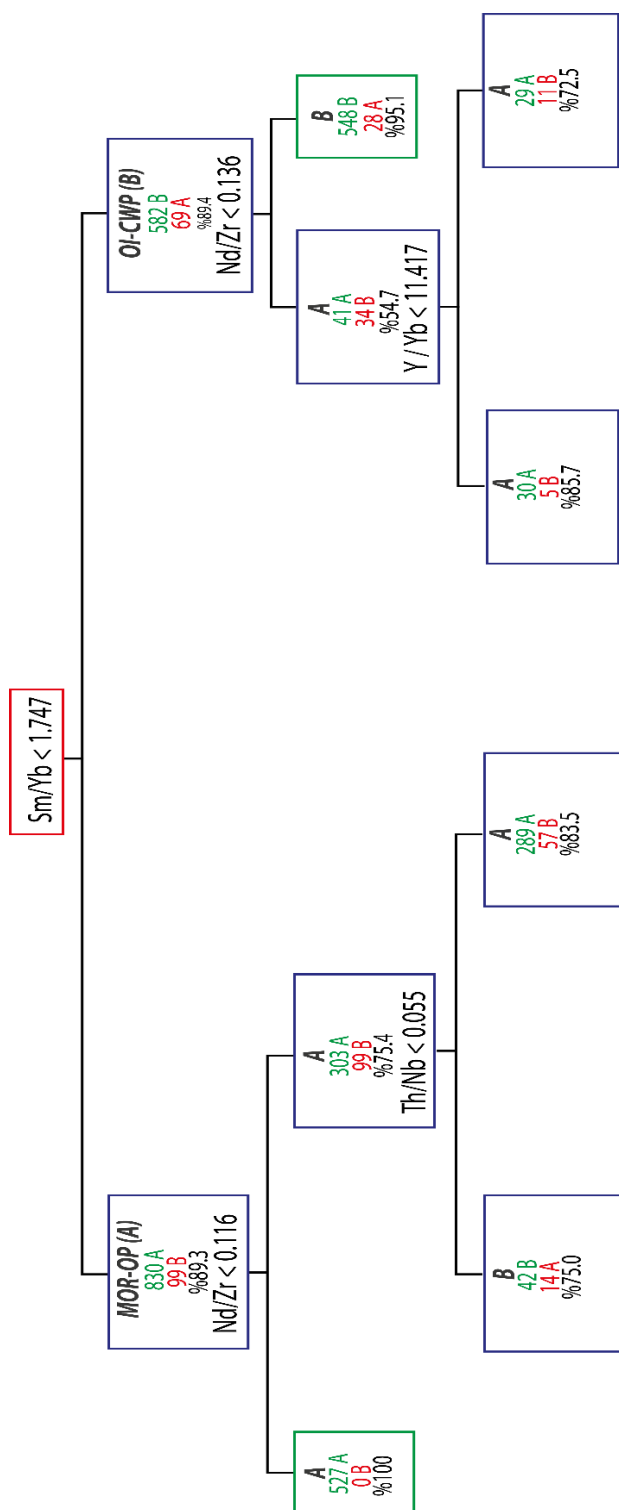 Sm/Yb < 1.747
MOR-OP (A)
830 A
99 B
%89.3
Nd/Zr < 0.116
OI-CWP (B)
582 B
69 A
%89.4
Nd/Zr < 0.136
A
527 A
0 B
%100
A
303 A
99 B
%75.4
Th/Nb < 0.055
A
41 A
34 B
%54.7
Y / Yb < 11.417
B
548 B
28 A
%95.1
B
42 B
14 A
%75.0
A
289 A
57 B
%83.5
A
30 A
5 B
%85.7
A
29 A
11 B
%72.5